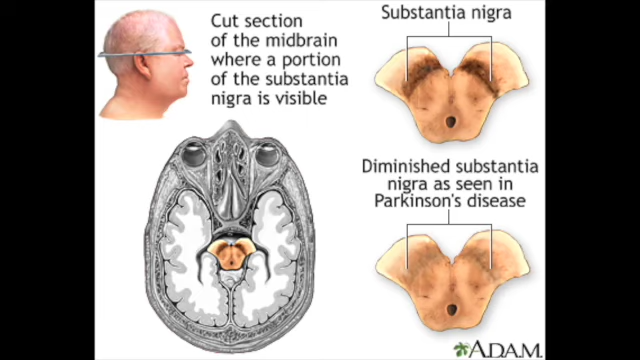 Cut section
of the midbrain
where a portion
of the substantia
nigra is visible
Substantia nigra
Diminished substantia
nigra as seen in
Parkinson's disease
A.D.A.M.